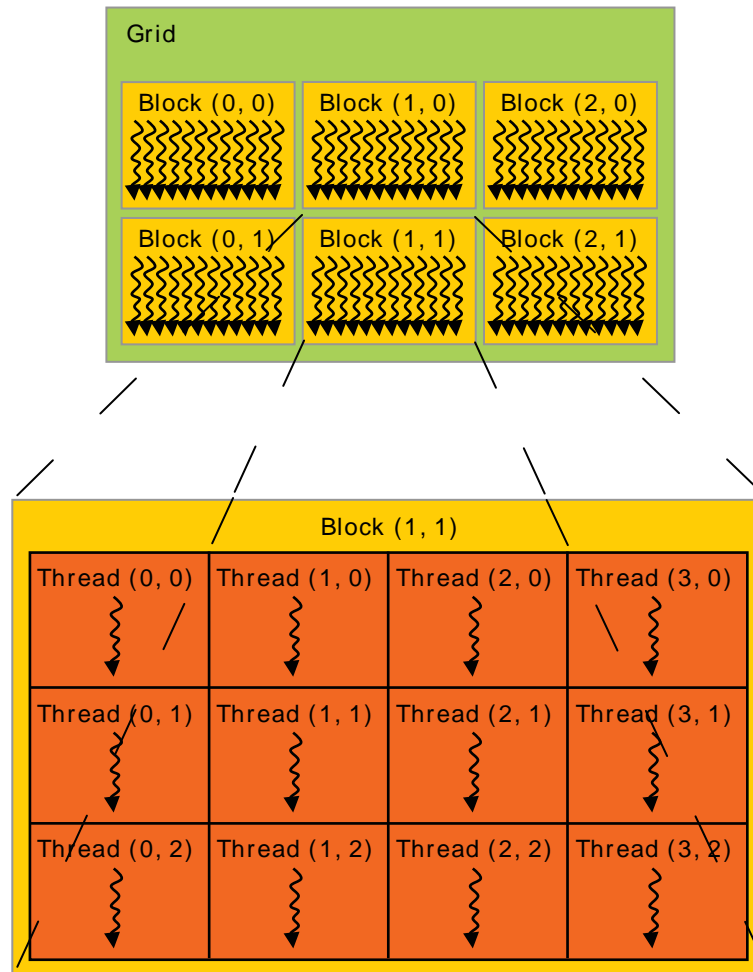 Grid
Block (0, 0) Block (1, 0) Block (2, 0)
Block (0, 1) Block (1, 1) Block (2, 1)
Block (1, 1)
Thread (0, 0) Thread (1, 0) Thread (2, 0) Thread (3, 0)
Thread (0, 1) Thread (1, 1) Thread (2, 1) Thread (3, 1)
Thread (0, 2) Thread (1, 2) Thread (2, 2) Thread (3, 2)